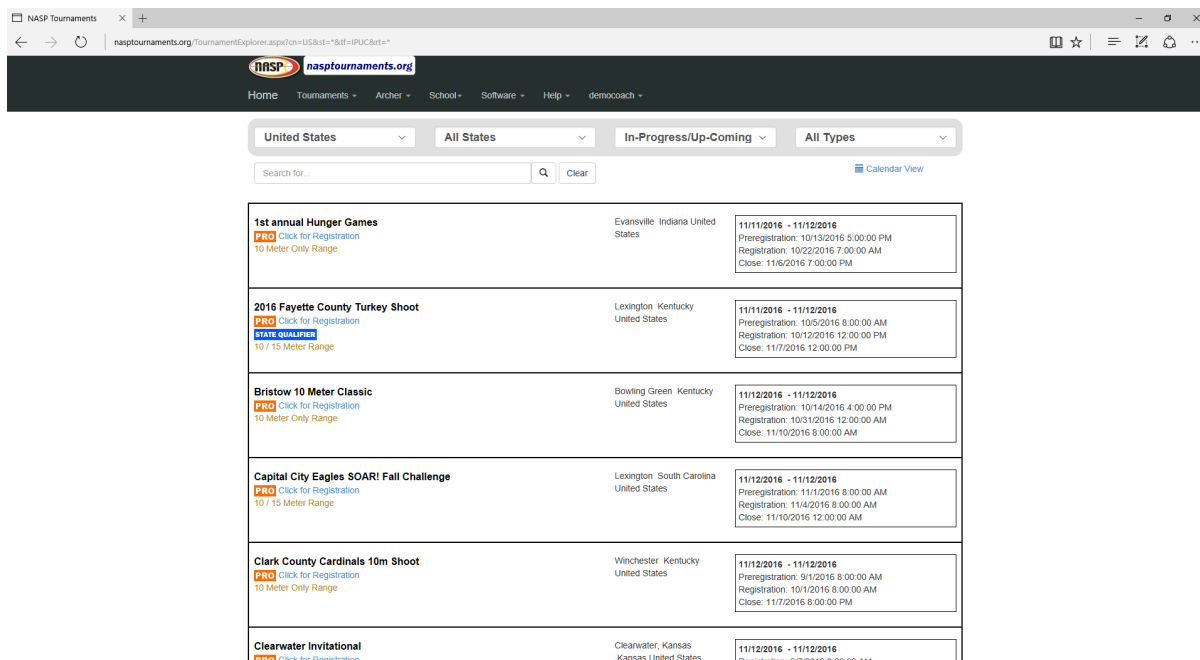 NASP Tournaments
nasptournaments.org/TournamentExplorer.aspx?cn=US&st=*&tf=IPUC&rt=*
NASP
nasptournaments.org
Home Tournaments Archer School Software Help democoach
United States All States In-Progress/Up-Coming All Types
Search for... Clear Calendar View
1st annual Hunger Games
PRO Click for Registration
10 Meter Only Range
Evansville Indiana United
States
11/11/2016 - 11/12/2016
Preregistration: 10/13/2016 5:00:00 PM
Registration: 10/22/2016 7:00:00 AM
Close: 11/6/2016 7:00:00 PM
2016 Fayette County Turkey Shoot
PRO Click for Registration
STATE QUALIFIER
10 / 15 Meter Range
Lexington Kentucky
United States
11/11/2016 - 11/12/2016
Preregistration: 10/5/2016 8:00:00 AM
Registration: 10/12/2016 12:00:00 PM
Close: 11/7/2016 12:00:00 PM
Bristow 10 Meter Classic
PRO Click for Registration
10 Meter Only Range
Bowling Green Kentucky
United States
11/12/2016 - 11/12/2016
Preregistration: 10/14/2016 4:00:00 PM
Registration: 10/31/2016 12:00:00 AM
Close: 11/10/2016 8:00:00 AM
Capital City Eagles SOAR! Fall Challenge
PRO Click for Registration
10 / 15 Meter Range
Lexington South Carolina
United States
11/12/2016 - 11/12/2016
Preregistration: 11/1/2016 8:00:00 AM
Registration: 11/4/2016 8:00:00 AM
Close: 11/10/2016 12:00:00 AM
Clark County Cardinals 10m Shoot
PRO Click for Registration
10 Meter Only Range
Winchester Kentucky
United States
11/12/2016 - 11/12/2016
Preregistration: 9/1/2016 8:00:00 AM
Registration: 10/1/2016 8:00:00 AM
Close: 11/7/2016 8:00:00 PM
Clearwater Invitational
PRO Click for Registration
Clearwater, Kansas
Kansas United States
11/12/2016 - 11/12/2016